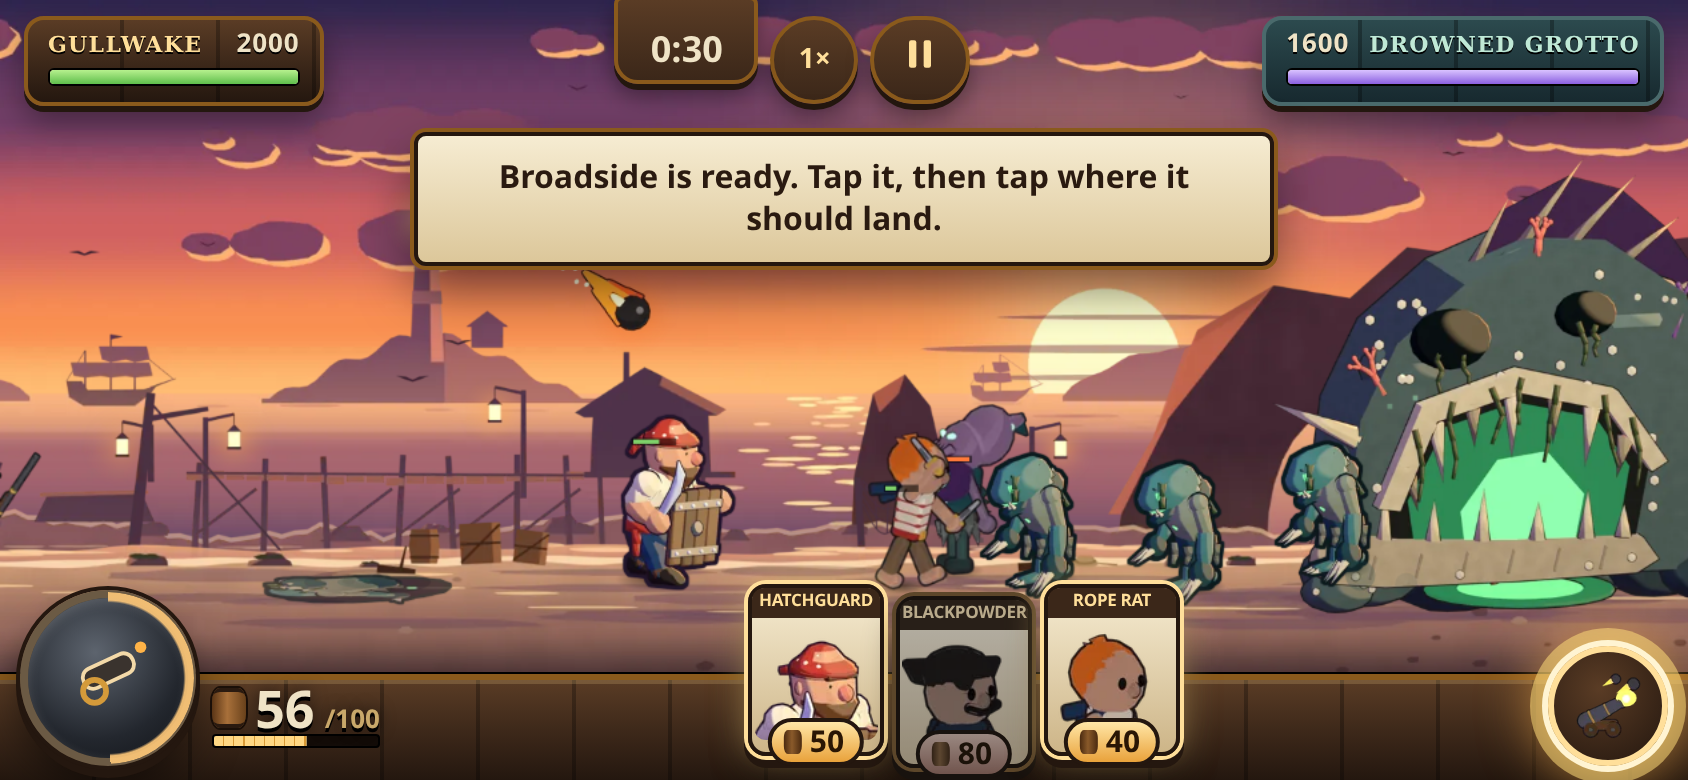 GULLWAKE 2000
0:30
1×
1600 DROWNED GROTTO
Broadside is ready. Tap it, then tap where it
should land.
HATCHGUARD
BLACKPOWDER
ROPE RAT
56 /100
50
80
40